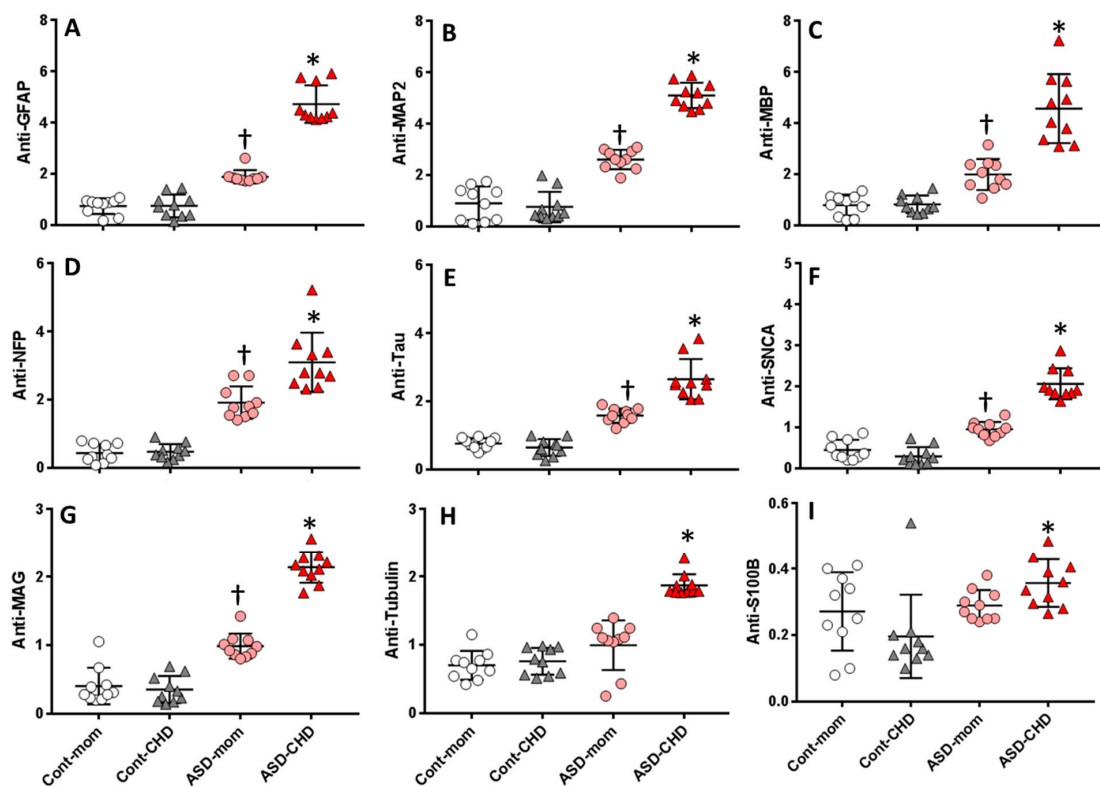 A
Anti-GFAP
8
6
4
2
0
†
*
B
Anti-MAP2
8
6
4
2
0
†
*
C
Anti-MBP
8
6
4
2
0
†
*
D
Anti-NFP
6
4
2
0
†
*
E
Anti-Tau
6
4
2
0
†
*
F
Anti-SNCA
5
4
3
2
1
0
†
*
G
Anti-MAG
3
2
1
0
†
*
Cont-mom
Cont-CHD
ASD-mom
ASD-CHD
H
Anti-Tubulin
3
2
1
0
*
Cont-mom
Cont-CHD
ASD-mom
ASD-CHD
I
Anti-S100B
0.6
0.4
0.2
0.0
*
Cont-mom
Cont-CHD
ASD-mom
ASD-CHD